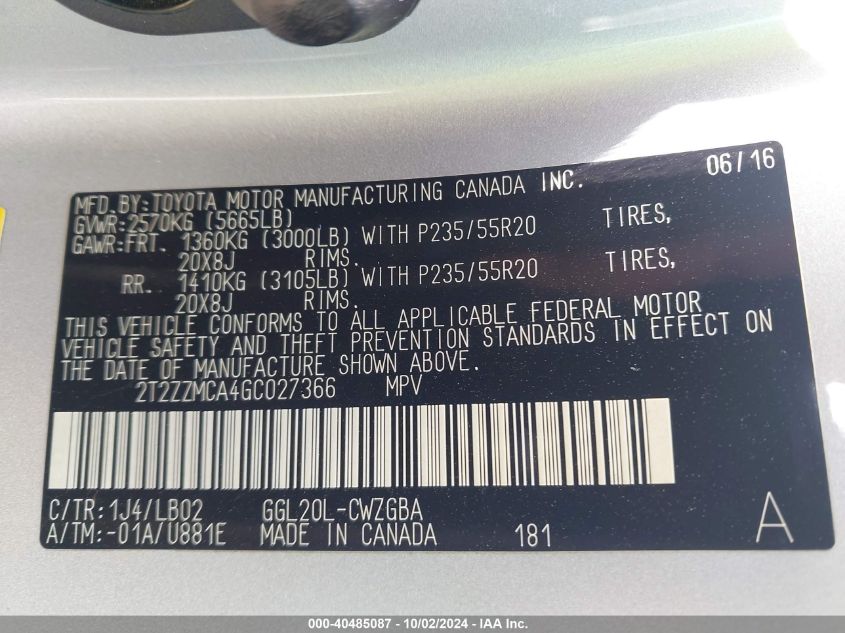 06/16
MFD. BY: TOYOTA MOTOR MANUFACTURING CANADA INC.
GVWR: 2570KG (5665LB)
GAWR: FRT. 1360KG (3000LB) WITH P235/55R20 TIRES,
20X8J RIMS.
RR. 1410KG (3105LB) WITH P235/55R20 TIRES,
20X8J RIMS.
THIS VEHICLE CONFORMS TO ALL APPLICABLE FEDERAL MOTOR
VEHICLE SAFETY AND THEFT PREVENTION STANDARDS IN EFFECT ON
THE DATE OF MANUFACTURE SHOWN ABOVE.
2T2ZZMCA4GC027366 MPV
C/TR: 1J4/LB02 GGL20L-CWZGBA
A/TM: -01A/U881E MADE IN CANADA 181 A
000-40485087 - 10/02/2024 - IAA Inc.